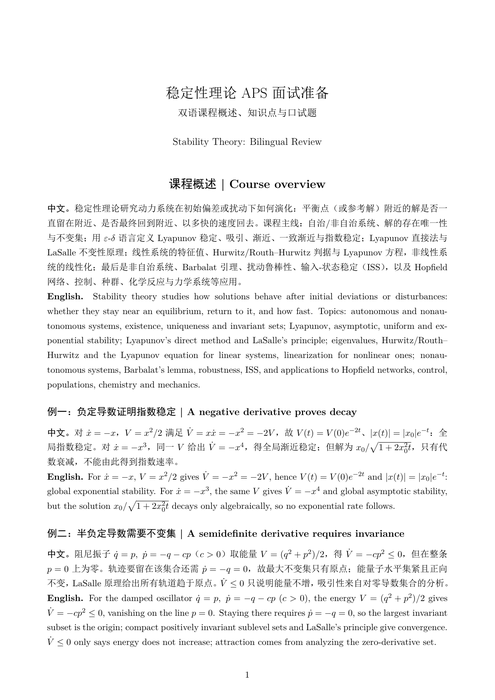 稳定性理论 APS 面试准备
双语课程概述、知识点与口试题
Stability Theory: Bilingual Review
课程概述 | Course overview
中文。稳定性理论研究动力系统在初始偏差或扰动下如何演化：平衡点（或参考解）附近的解是否一
直留在附近、是否最终回到附近、以多快的速度回去。课程主线：自治/非自治系统、解的存在唯一性
与不变集；用 ε-δ 语言定义 Lyapunov 稳定、吸引、渐近、一致渐近与指数稳定；Lyapunov 直接法与
LaSalle 不变性原理；线性系统的特征值、Hurwitz/Routh–Hurwitz 判据与 Lyapunov 方程，非线性系
统的线性化；最后是非自治系统、Barbalat 引理、扰动鲁棒性、输入-状态稳定（ISS），以及 Hopfield
网络、控制、种群、化学反应与力学系统等应用。
English. Stability theory studies how solutions behave after initial deviations or disturbances:
whether they stay near an equilibrium, return to it, and how fast. Topics: autonomous and nonau-
tonomous systems, existence, uniqueness and invariant sets; Lyapunov, asymptotic, uniform and ex-
ponential stability; Lyapunov's direct method and LaSalle's principle; eigenvalues, Hurwitz/Routh–
Hurwitz and the Lyapunov equation for linear systems, linearization for nonlinear ones; nonau-
tonomous systems, Barbalat's lemma, robustness, ISS, and applications to Hopfield networks, control,
populations, chemistry and mechanics.
例一：负定导数证明指数稳定 | A negative derivative proves decay
中文。对 ẋ = −x，V = x²/2 满足 V̇ = xẋ = −x² = −2V，故 V(t) = V(0)e⁻²ᵗ、|x(t)| = |x₀|e⁻ᵗ：全
局指数稳定。对 ẋ = −x³，同一 V 给出 V̇ = −x⁴，得全局渐近稳定；但解为 x₀/√(1 + 2x₀²t)，只有代
数衰减，不能由此得到指数速率。
English. For ẋ = −x, V = x²/2 gives V̇ = −x² = −2V, hence V(t) = V(0)e⁻²ᵗ and |x(t)| = |x₀|e⁻ᵗ:
global exponential stability. For ẋ = −x³, the same V gives V̇ = −x⁴ and global asymptotic stability,
but the solution x₀/√(1 + 2x₀²t) decays only algebraically, so no exponential rate follows.
例二：半负定导数需要不变集 | A semidefinite derivative requires invariance
中文。阻尼振子 q̇ = p, ṗ = −q − cp（c > 0）取能量 V = (q² + p²)/2，得 V̇ = −cp² ≤ 0，但在整条
p = 0 上为零。轨迹要留在该集合还需 ṗ = −q = 0，故最大不变集只有原点；能量子水平集紧且正向
不变，LaSalle 原理给出所有轨道趋于原点。V̇ ≤ 0 只说明能量不增，吸引性来自对零导数集合的分析。
English. For the damped oscillator q̇ = p, ṗ = −q − cp (c > 0), the energy V = (q² + p²)/2 gives
V̇ = −cp² ≤ 0, vanishing on the line p = 0. Staying there requires ṗ = −q = 0, so the largest invariant
subset is the origin; compact positively invariant sublevel sets and LaSalle's principle give convergence.
V̇ ≤ 0 only says energy does not increase; attraction comes from analyzing the zero-derivative set.
1